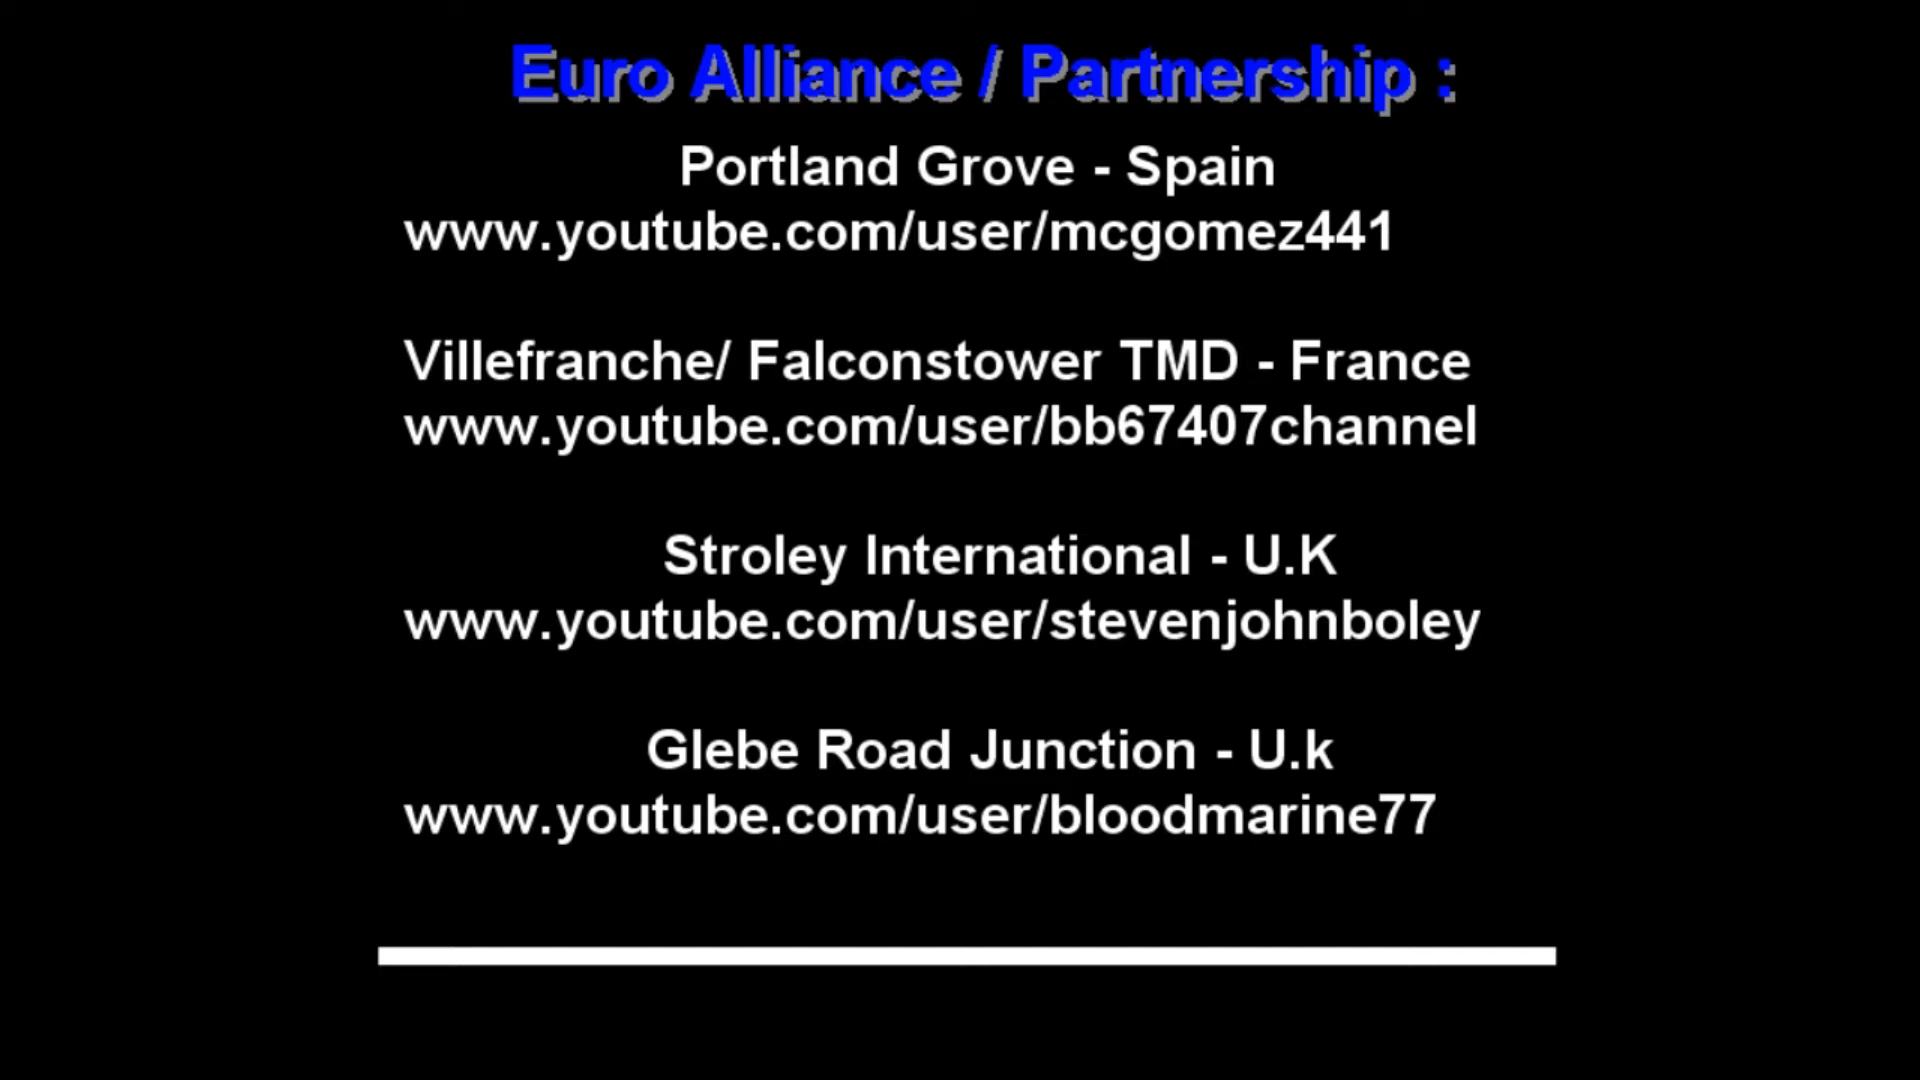 Euro Alliance / Partnership :
Portland Grove - Spain
www.youtube.com/user/mcgomez441
Villefranche/ Falconstower TMD - France
www.youtube.com/user/bb67407channel
Stroley International - U.K
www.youtube.com/user/stevenjohnboley
Glebe Road Junction - U.k
www.youtube.com/user/bloodmarine77